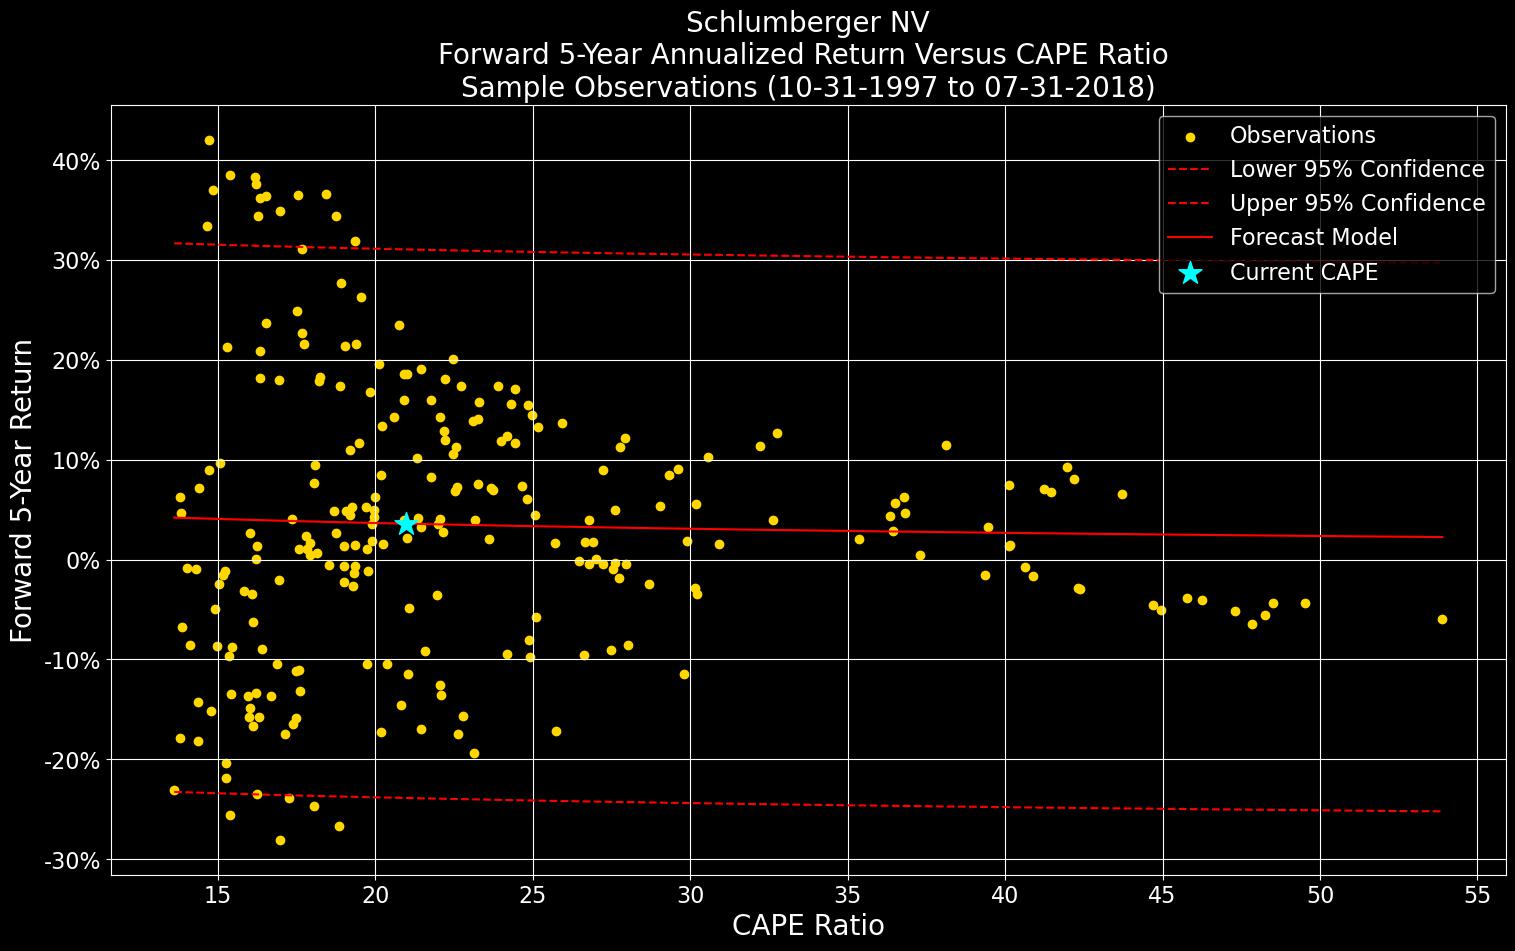 Schlumberger NV
Forward 5-Year Annualized Return Versus CAPE Ratio
Sample Observations (10-31-1997 to 07-31-2018)
Observations
Lower 95% Confidence
Upper 95% Confidence
Forecast Model
Current CAPE
Forward 5-Year Return
40%
30%
20%
10%
0%
-10%
-20%
-30%
15
20
25
30
35
40
45
50
55
CAPE Ratio